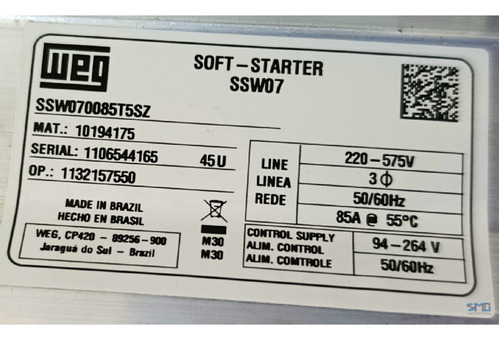 WEG
SOFT-STARTER
SSW07
SSW070085T5SZ
MAT.: 10194175
SERIAL: 1106544165 45U
OP.: 1132157550
MADE IN BRAZIL
HECHO EN BRASIL
WEG, CP420 - 89256-900
Jaraguá do Sul - Brazil
M30
M30
LINE
LINEA
REDE
220-575V
3Φ
50/60Hz
85A @ 55°C
CONTROL SUPPLY
ALIM. CONTROL
ALIM. COMTROLE
94-264 V
50/60Hz
SMC